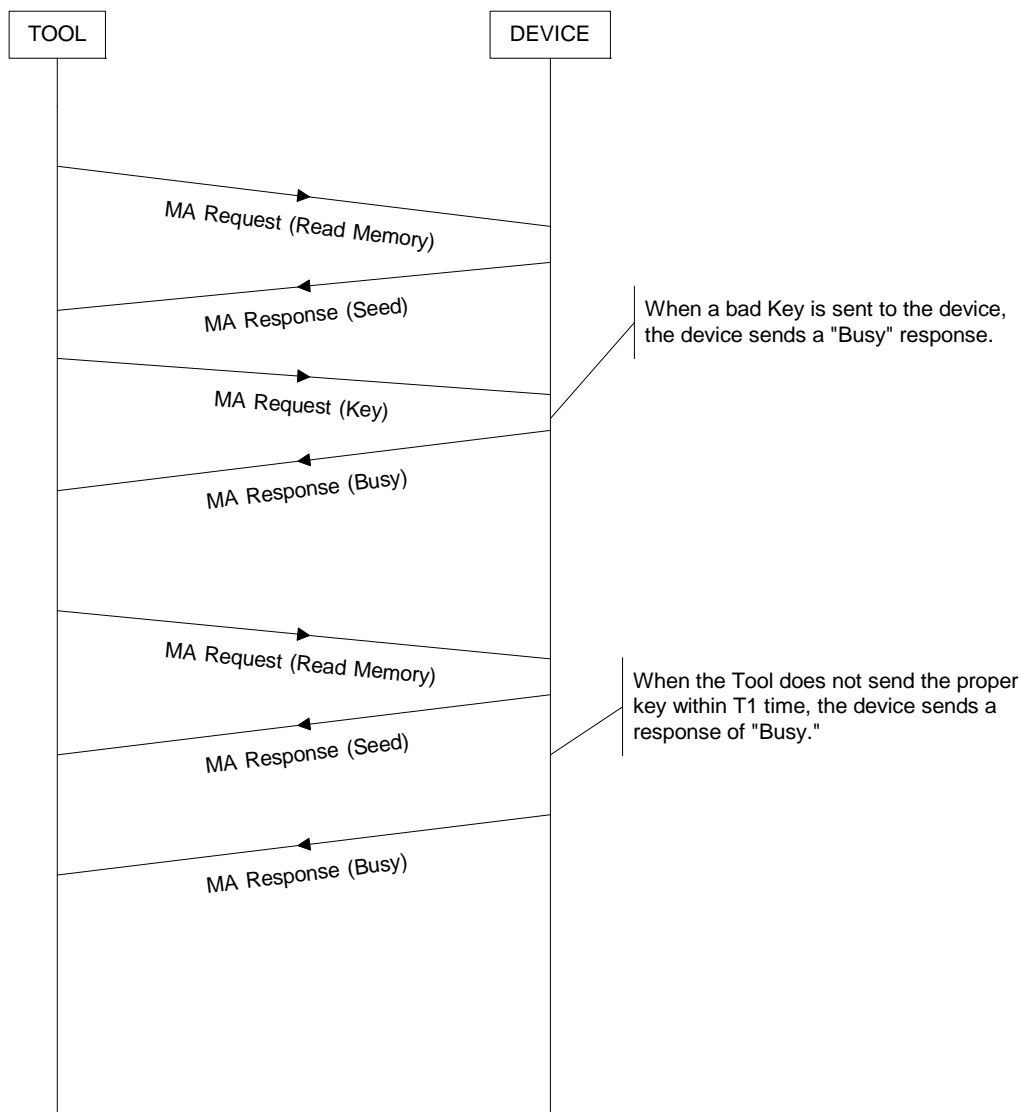 TOOL
DEVICE
MA Request (Read Memory)
MA Response (Seed)
When a bad Key is sent to the device,
the device sends a "Busy" response.
MA Request (Key)
MA Response (Busy)
MA Request (Read Memory)
When the Tool does not send the proper
key within T1 time, the device sends a
response of "Busy."
MA Response (Seed)
MA Response (Busy)